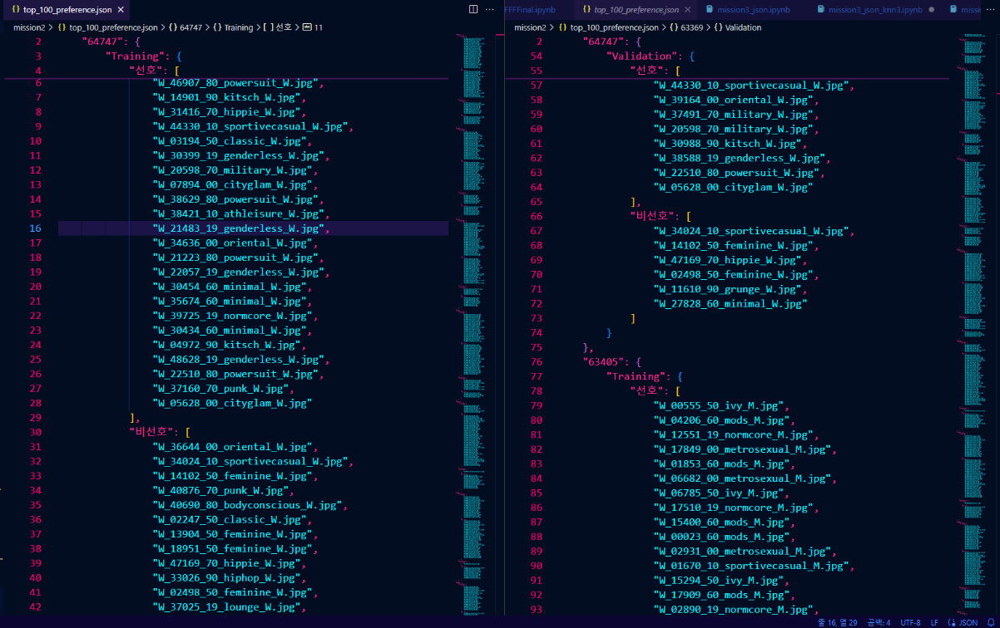 top_100_preference.json
mission2 > {} top_100_preference.json > {} 64747 > {} Training > [ ] 선호 > 11
2 "64747": {
3 "Training": {
4 "선호": [
6 "W_46907_80_powersuit_W.jpg",
7 "W_14901_90_kitsch_W.jpg",
8 "W_31416_70_hippie_W.jpg",
9 "W_44330_10_sportivecasual_W.jpg",
10 "W_03194_50_classic_W.jpg",
11 "W_30399_19_genderless_W.jpg",
12 "W_20598_70_military_W.jpg",
13 "W_07894_00_cityglam_W.jpg",
14 "W_38629_80_powersuit_W.jpg",
15 "W_38421_10_athleisure_W.jpg",
16 "W_21483_19_genderless_W.jpg",
17 "W_34636_00_oriental_W.jpg",
18 "W_21223_80_powersuit_W.jpg",
19 "W_22057_19_genderless_W.jpg",
20 "W_30454_60_minimal_W.jpg",
21 "W_35674_60_minimal_W.jpg",
22 "W_39725_19_normcore_W.jpg",
23 "W_30434_60_minimal_W.jpg",
24 "W_04972_90_kitsch_W.jpg",
25 "W_48628_19_genderless_W.jpg",
26 "W_22510_80_powersuit_W.jpg",
27 "W_37160_70_punk_W.jpg",
28 "W_05628_00_cityglam_W.jpg"
29 ],
30 "비선호": [
31 "W_36644_00_oriental_W.jpg",
32 "W_34024_10_sportivecasual_W.jpg",
33 "W_14102_50_feminine_W.jpg",
34 "W_40876_70_punk_W.jpg",
35 "W_40690_80_bodyconscious_W.jpg",
36 "W_02247_50_classic_W.jpg",
37 "W_13904_50_feminine_W.jpg",
38 "W_18951_50_feminine_W.jpg",
39 "W_47169_70_hippie_W.jpg",
40 "W_33026_90_hiphop_W.jpg",
41 "W_02498_50_feminine_W.jpg",
42 "W_37025_19_lounge_W.jpg",
FFFFinal.ipynb {} top_100_preference.json mission3_json.ipynb mission3_json_knn3.ipynb missi
mission2 > {} top_100_preference.json > {} 63369 > {} Validation
2 "64747": {
54 "Validation": {
55 "선호": [
57 "W_44330_10_sportivecasual_W.jpg",
58 "W_39164_00_oriental_W.jpg",
59 "W_37491_70_military_W.jpg",
60 "W_20598_70_military_W.jpg",
61 "W_30988_90_kitsch_W.jpg",
62 "W_38588_19_genderless_W.jpg",
63 "W_22510_80_powersuit_W.jpg",
64 "W_05628_00_cityglam_W.jpg"
65 ],
66 "비선호": [
67 "W_34024_10_sportivecasual_W.jpg",
68 "W_14102_50_feminine_W.jpg",
69 "W_47169_70_hippie_W.jpg",
70 "W_02498_50_feminine_W.jpg",
71 "W_11610_90_grunge_W.jpg",
72 "W_27828_60_minimal_W.jpg"
73 ]
74 }
75 },
76 "63405": {
77 "Training": {
78 "선호": [
79 "W_00555_50_ivy_M.jpg",
80 "W_04206_60_mods_M.jpg",
81 "W_12551_19_normcore_M.jpg",
82 "W_17849_00_metrosexual_M.jpg",
83 "W_01853_60_mods_M.jpg",
84 "W_06682_00_metrosexual_M.jpg",
85 "W_06785_50_ivy_M.jpg",
86 "W_17510_19_normcore_M.jpg",
87 "W_15400_60_mods_M.jpg",
88 "W_00023_60_mods_M.jpg",
89 "W_02931_00_metrosexual_M.jpg",
90 "W_01670_10_sportivecasual_M.jpg",
91 "W_15294_50_ivy_M.jpg",
92 "W_17909_60_mods_M.jpg",
93 "W_02890_19_normcore_M.jpg",
줄 16, 열 29 공백: 4 UTF-8 LF {} JSON